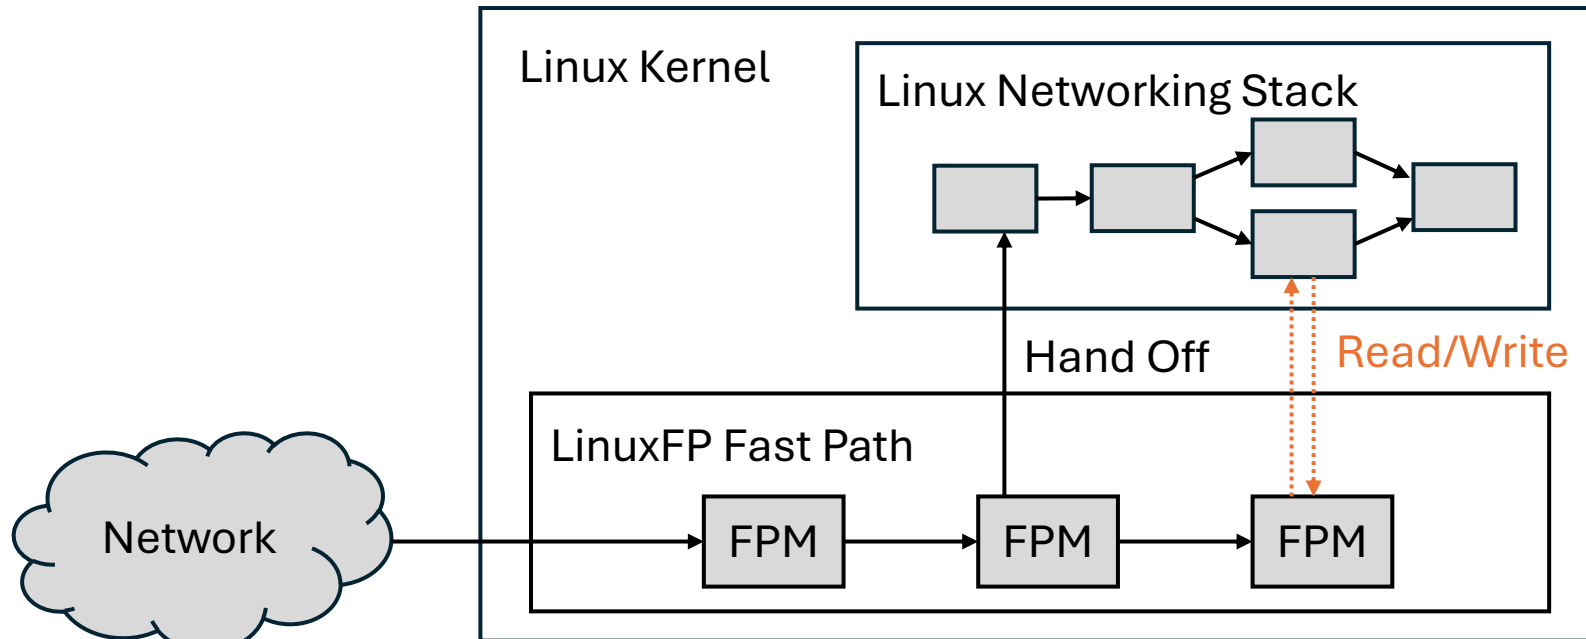 Linux Kernel
Linux Networking Stack
Hand Off
Read/Write
LinuxFP Fast Path
Network
FPM
FPM
FPM